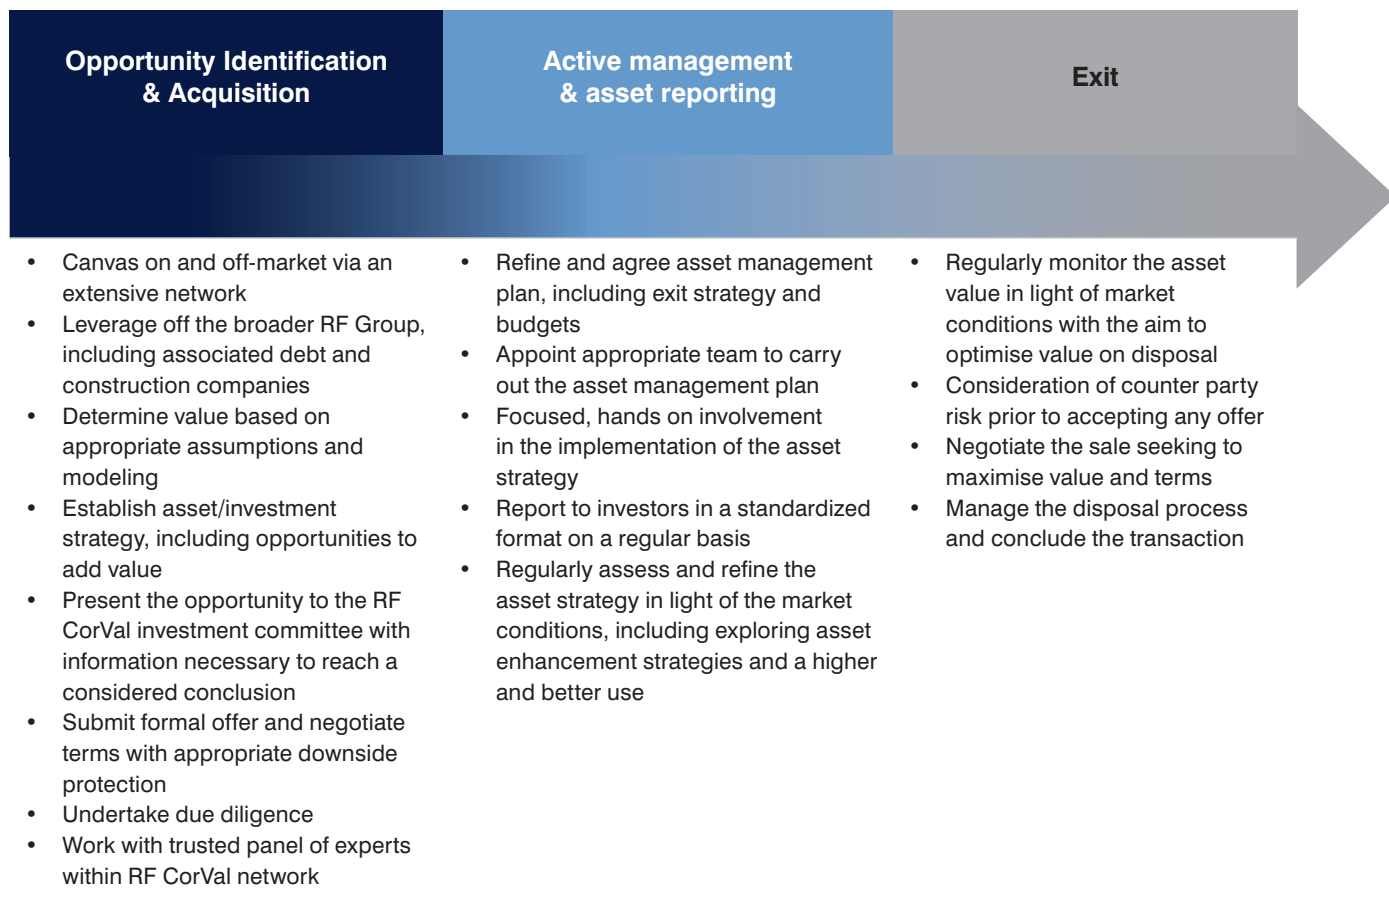 Opportunity Identification
& Acquisition
Active management
& asset reporting
Exit
• Canvas on and off-market via an
extensive network
• Leverage off the broader RF Group,
including associated debt and
construction companies
• Determine value based on
appropriate assumptions and
modeling
• Establish asset/investment
strategy, including opportunities to
add value
• Present the opportunity to the RF
CorVal investment committee with
information necessary to reach a
considered conclusion
• Submit formal offer and negotiate
terms with appropriate downside
protection
• Undertake due diligence
• Work with trusted panel of experts
within RF CorVal network
• Refine and agree asset management
plan, including exit strategy and
budgets
• Appoint appropriate team to carry
out the asset management plan
• Focused, hands on involvement
in the implementation of the asset
strategy
• Report to investors in a standardized
format on a regular basis
• Regularly assess and refine the
asset strategy in light of the market
conditions, including exploring asset
enhancement strategies and a higher
and better use
• Regularly monitor the asset
value in light of market
conditions with the aim to
optimise value on disposal
• Consideration of counter party
risk prior to accepting any offer
• Negotiate the sale seeking to
maximise value and terms
• Manage the disposal process
and conclude the transaction